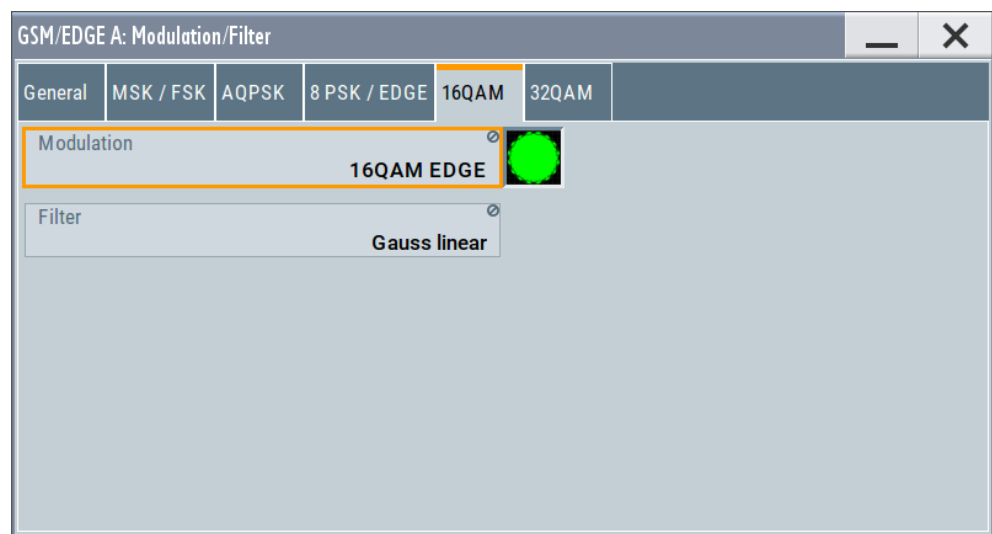 GSM/EDGE A: Modulation/Filter
General MSK / FSK AQPSK 8 PSK / EDGE 16QAM 32QAM
Modulation
16QAM EDGE
Filter
Gauss linear